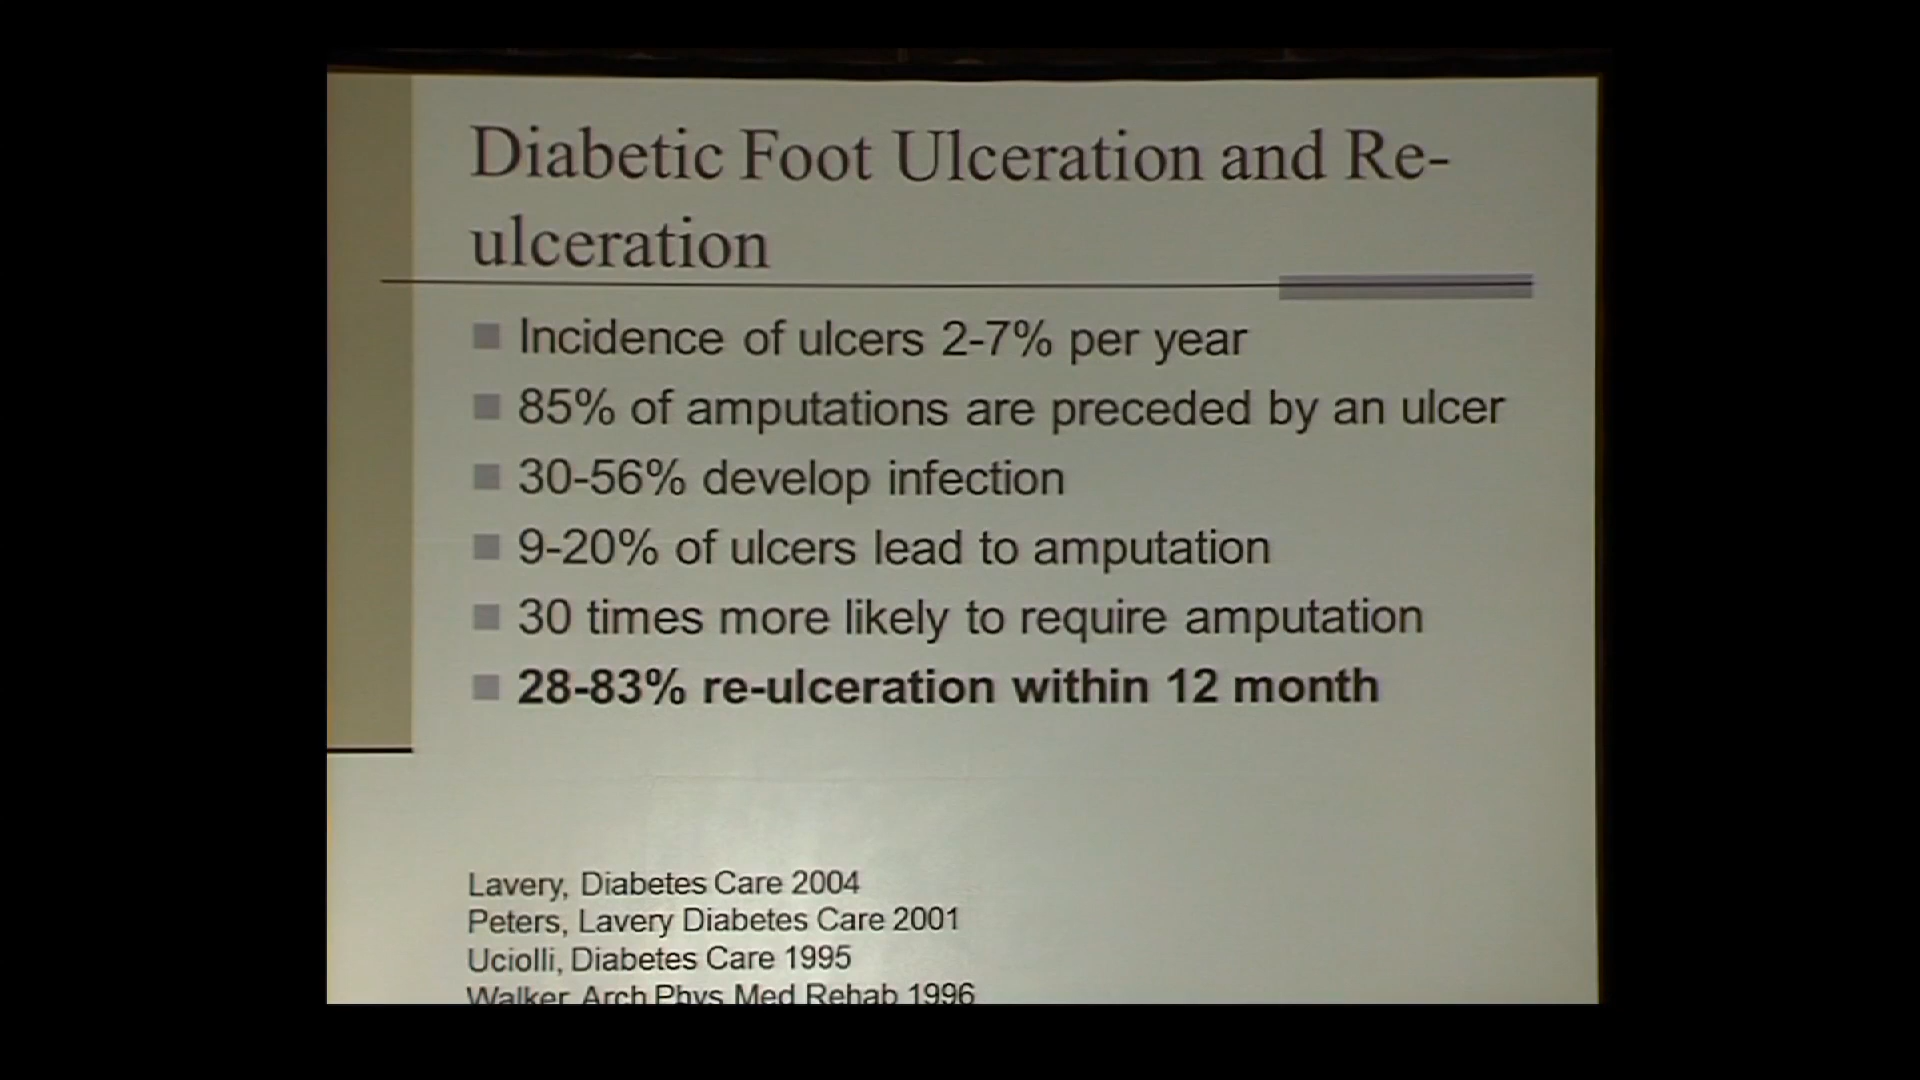 Diabetic Foot Ulceration and Re-
ulceration
Incidence of ulcers 2-7% per year
85% of amputations are preceded by an ulcer
30-56% develop infection
9-20% of ulcers lead to amputation
30 times more likely to require amputation
28-83% re-ulceration within 12 month
Lavery, Diabetes Care 2004
Peters, Lavery Diabetes Care 2001
Uciolli, Diabetes Care 1995
Walker Arch Phys Med Rehab 1996